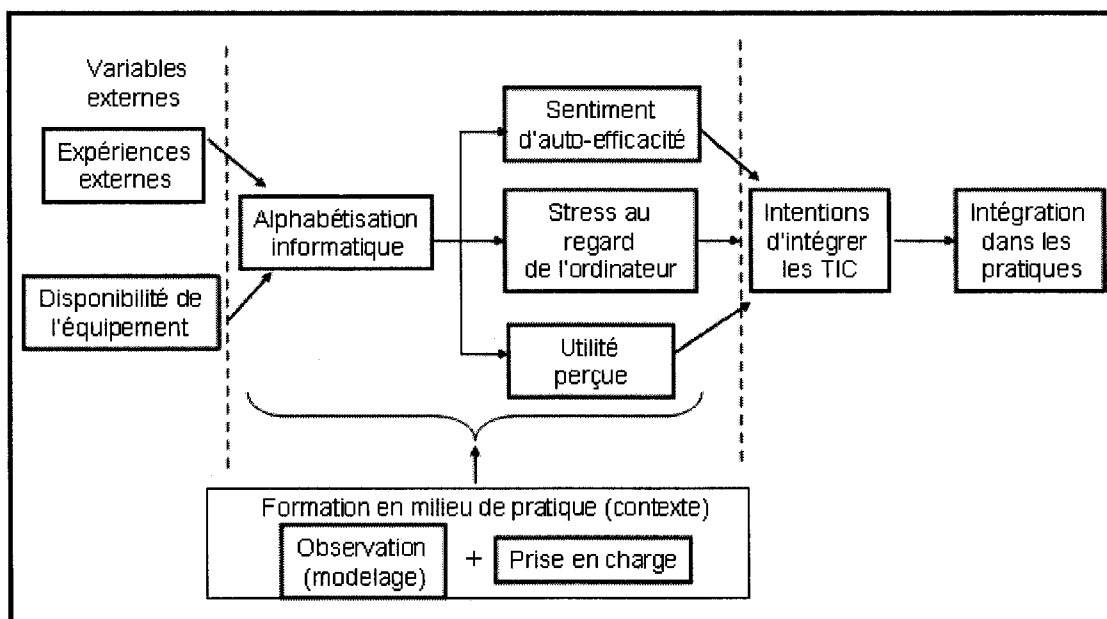 Variables
externes
Expériences
externes
Disponibilité de
l'équipement
Alphabétisation
informatique
Sentiment
d'auto-efficacité
Stress au
regard
de l'ordinateur
Utilité
perçue
Intentions
d'intégrer
les TIC
Intégration
dans les
pratiques
Formation en milieu de pratique (contexte)
Observation
(modelage)
+
Prise en charge